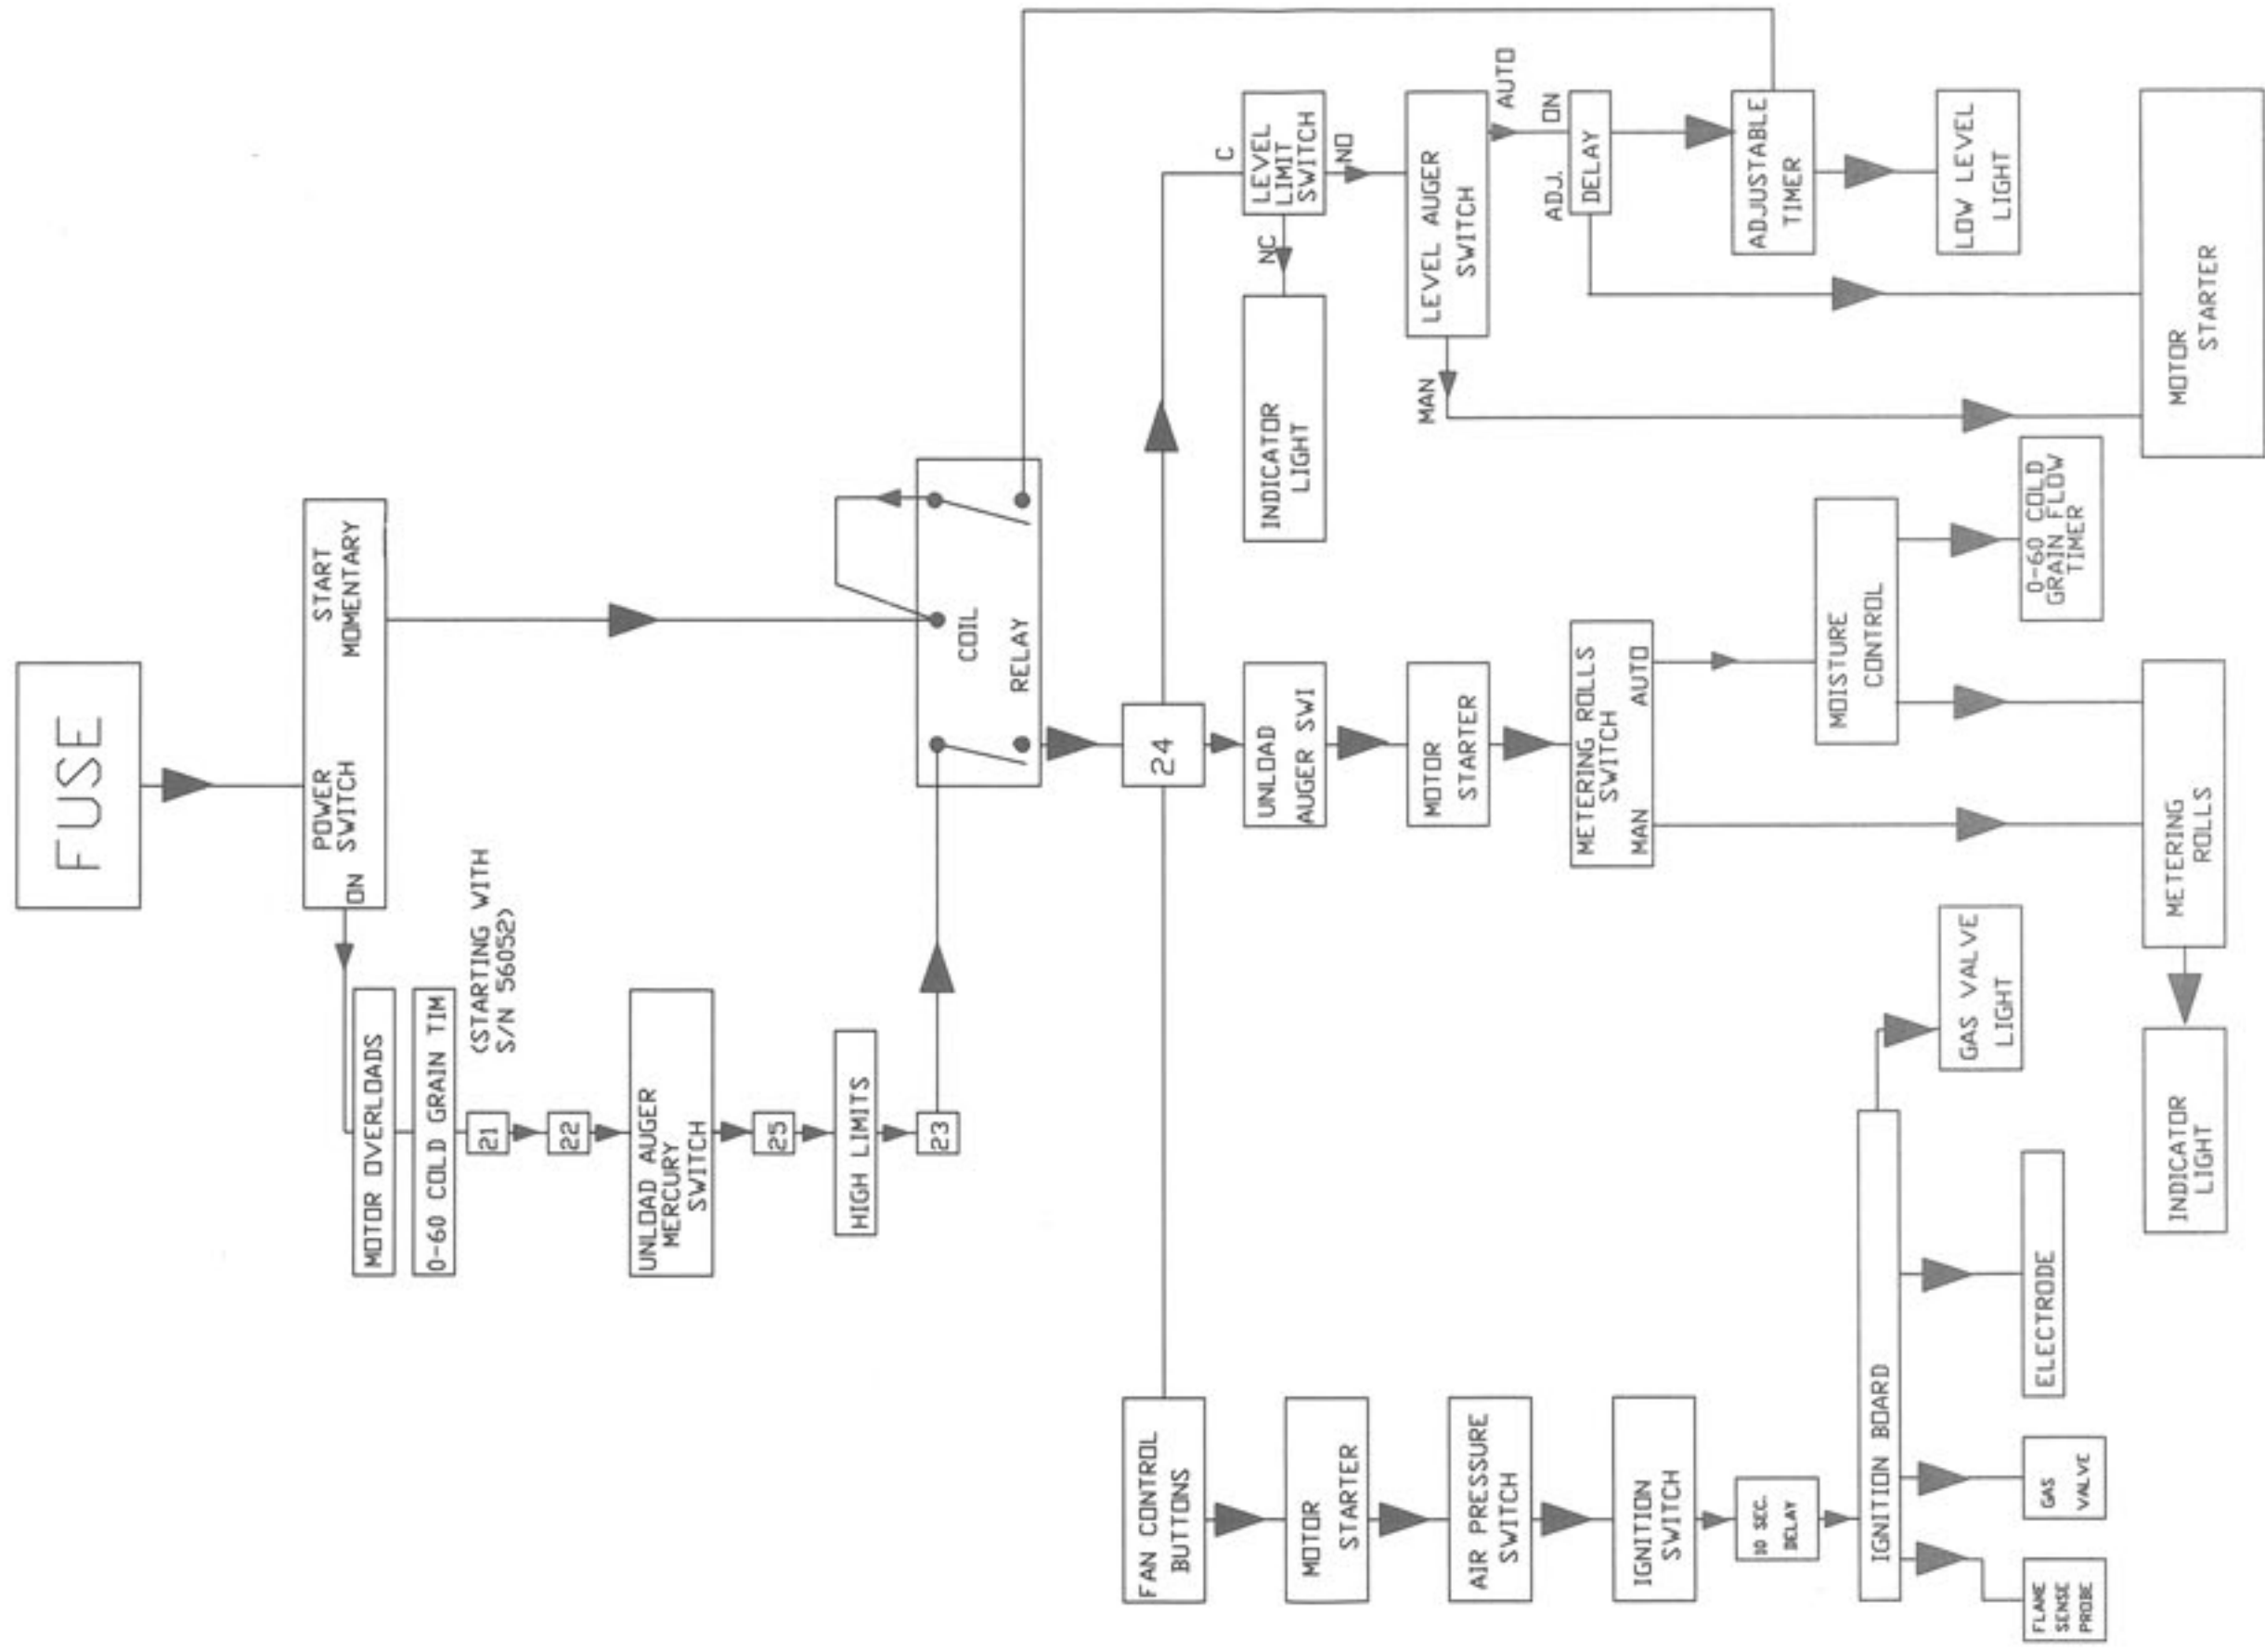 FUSE
POWER
SWITCH
ON
START
MOMENTARY
MOTOR OVERLOADS
0-60 COLD GRAIN TIM
(STARTING WITH
S/N 56052)
21
22
UNLOAD AUGER
MERCURY
SWITCH
25
HIGH LIMITS
23
COIL
RELAY
24
FAN CONTROL
BUTTONS
MOTOR
STARTER
AIR PRESSURE
SWITCH
IGNITION
SWITCH
10 SEC.
DELAY
IGNITION BOARD
FLAME
SENSE
PROBE
GAS
VALVE
ELECTRODE
GAS VALVE
LIGHT
UNLOAD
AUGER SWI
MOTOR
STARTER
METERING ROLLS
SWITCH
MAN
AUTO
MOISTURE
CONTROL
0-60 COLD
GRAIN FLOW
TIMER
METERING
ROLLS
INDICATOR
LIGHT
C
LEVEL
LIMIT
SWITCH
NC
NO
INDICATOR
LIGHT
LEVEL AUGER
SWITCH
MAN
AUTO
ADJ. ON
DELAY
ADJUSTABLE
TIMER
LOW LEVEL
LIGHT
MOTOR
STARTER